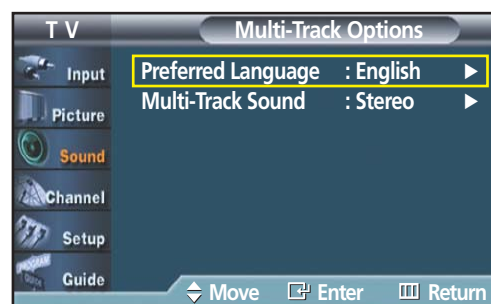 T V
Multi-Track Options
Input
Picture
Sound
Channel
Setup
Guide
Preferred Language : English
Multi-Track Sound : Stereo
Move Enter Return